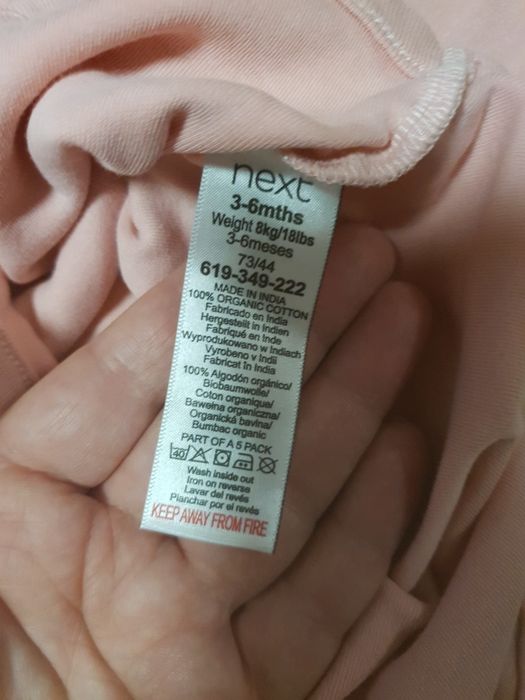 next
3-6mths
Weight 8kg/18lbs
3-6meses
73/44
619-349-222
MADE IN INDIA
100% ORGANIC COTTON
Fabricado en India
Hergestellt in Indien
Fabriqué en Inde
Wyprodukowano w Indiach
Vyrobeno v Indii
Fabricat în India
100% Algodón orgánico/
Biobaumwolle/
Coton organique/
Bawełna organiczna/
Organická bavlna/
Bumbac organic
PART OF A 5 PACK
40
Wash inside out
Iron on reverse
Lavar del revés
Planchar por el revés
KEEP AWAY FROM FIRE